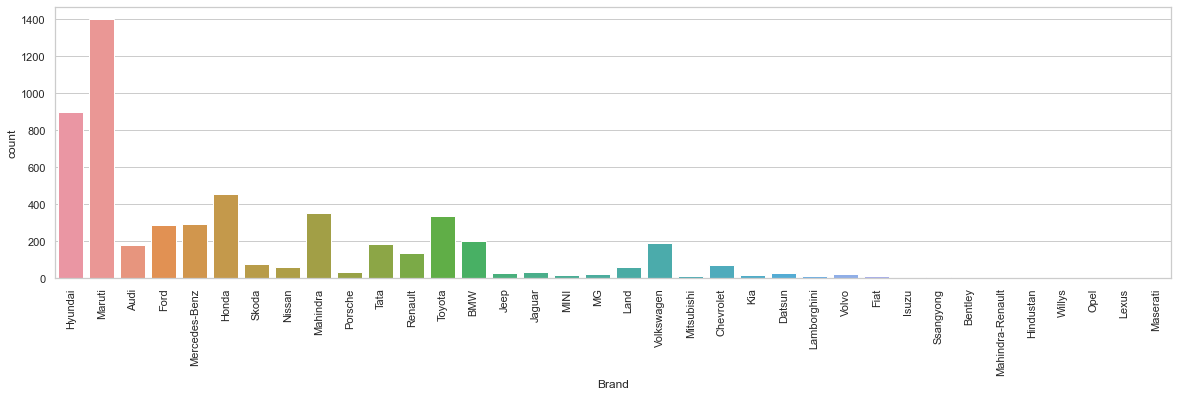 1400
1200
1000
800
600
400
200
0
count
Hyundai
Maruti
Audi
Ford
Mercedes-Benz
Honda
Skoda
Nissan
Mahindra
Porsche
Tata
Renault
Toyota
BMW
Jeep
Jaguar
MINI
MG
Land
Volkswagen
Mitsubishi
Chevrolet
Kia
Datsun
Lamborghini
Volvo
Fiat
Isuzu
Ssangyong
Bentley
Mahindra-Renault
Hindustan
Willys
Opel
Lexus
Maserati
Brand